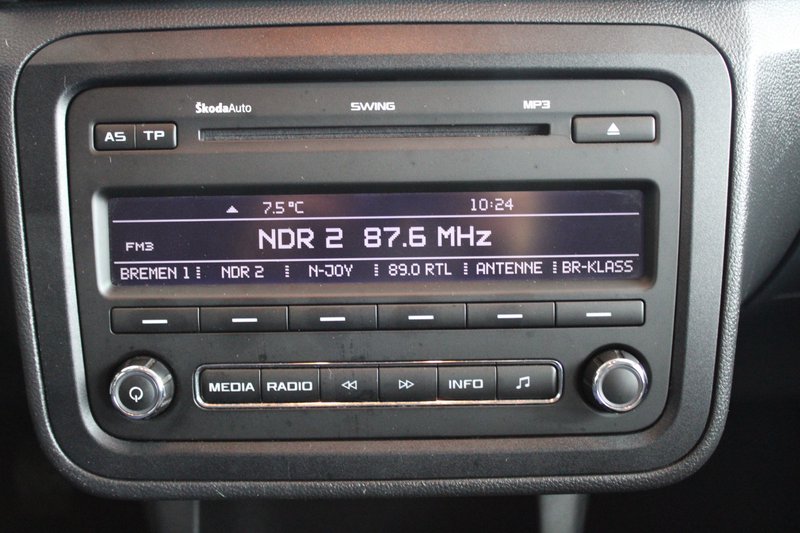 ŠkodaAuto SWING MP3
AS TP
7.5°C 10:24
FM3 NDR 2 87.6 MHz
BREMEN 1 NDR 2 N-JOY 89.0 RTL ANTENNE BR-KLASS
MEDIA RADIO INFO